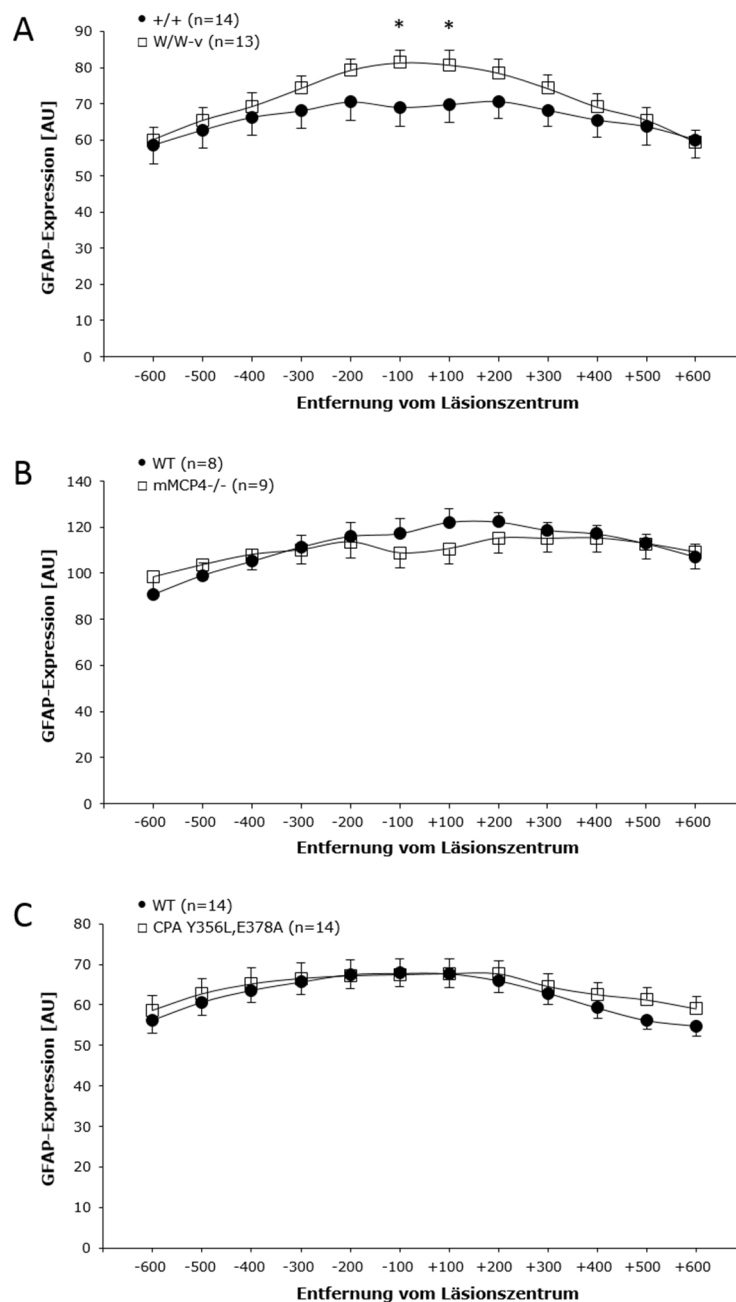 A
+/+ (n=14)
W/W-v (n=13)
* *
GFAP-Expression [AU]
90
80
70
60
50
40
30
20
10
0
-600 -500 -400 -300 -200 -100 +100 +200 +300 +400 +500 +600
Entfernung vom Läsionszentrum
B
WT (n=8)
mMCP4-/- (n=9)
GFAP-Expression [AU]
140
120
100
80
60
40
20
0
-600 -500 -400 -300 -200 -100 +100 +200 +300 +400 +500 +600
Entfernung vom Läsionszentrum
C
WT (n=14)
CPA Y356L,E378A (n=14)
GFAP-Expression [AU]
80
70
60
50
40
30
20
10
0
-600 -500 -400 -300 -200 -100 +100 +200 +300 +400 +500 +600
Entfernung vom Läsionszentrum